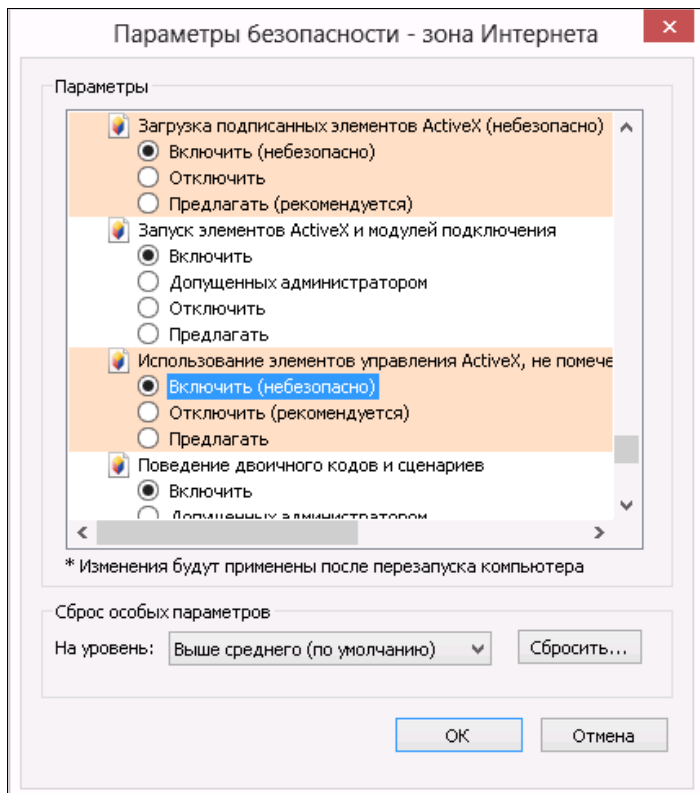 Параметры безопасности - зона Интернета
Параметры
Загрузка подписанных элементов ActiveX (небезопасно)
Включить (небезопасно)
Отключить
Предлагать (рекомендуется)
Запуск элементов ActiveX и модулей подключения
Включить
Допущенных администратором
Отключить
Предлагать
Использование элементов управления ActiveX, не помече
Включить (небезопасно)
Отключить (рекомендуется)
Предлагать
Поведение двоичного кодов и сценариев
Включить
Допущенных администратором
* Изменения будут применены после перезапуска компьютера
Сброс особых параметров
На уровень: Выше среднего (по умолчанию) Сбросить...
ОК Отмена